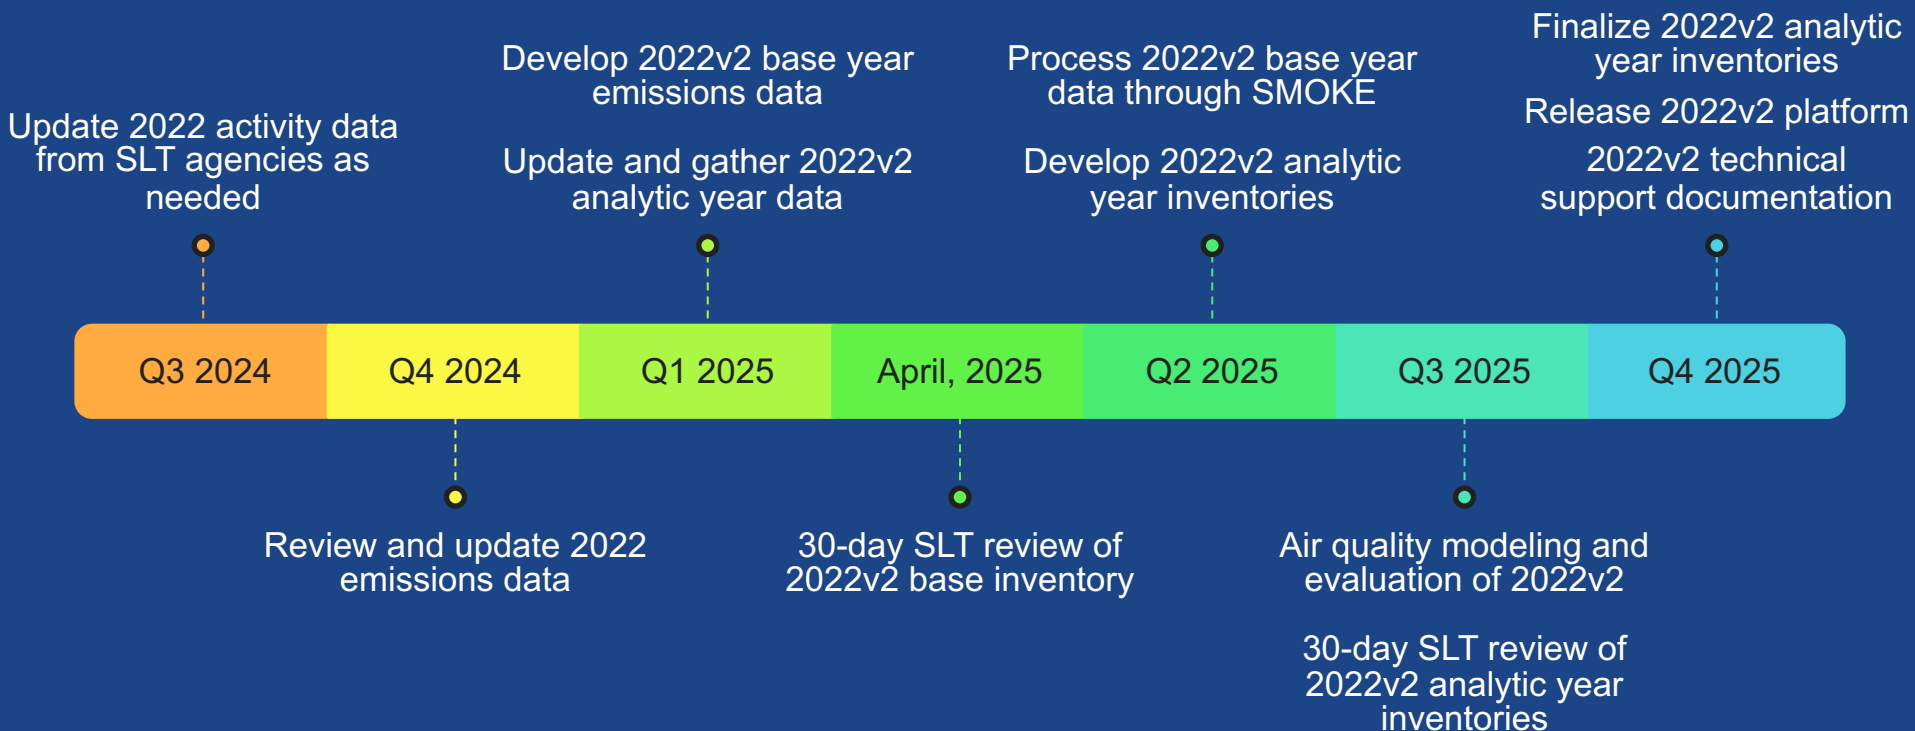 Update 2022 activity data
from SLT agencies as
needed
Develop 2022v2 base year
emissions data
Update and gather 2022v2
analytic year data
Process 2022v2 base year
data through SMOKE
Develop 2022v2 analytic
year inventories
Finalize 2022v2 analytic
year inventories
Release 2022v2 platform
2022v2 technical
support documentation
Q3 2024
Q4 2024
Q1 2025
April, 2025
Q2 2025
Q3 2025
Q4 2025
Review and update 2022
emissions data
30-day SLT review of
2022v2 base inventory
Air quality modeling and
evaluation of 2022v2
30-day SLT review of
2022v2 analytic year
inventories